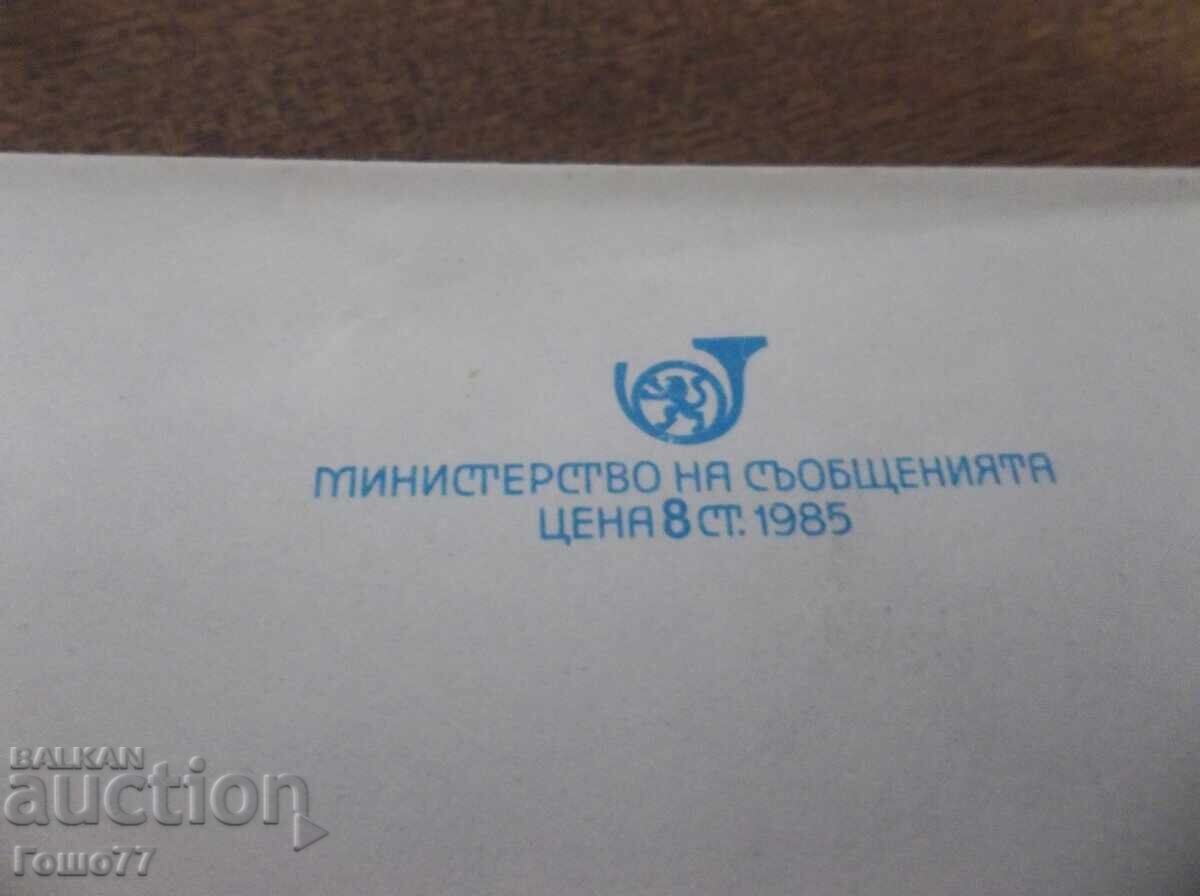 МИНИСТЕРСТВО НА СЪОБЩЕНИЯТА
ЦЕНА 8 СТ. 1985
BALKAN
auction
Гошо77